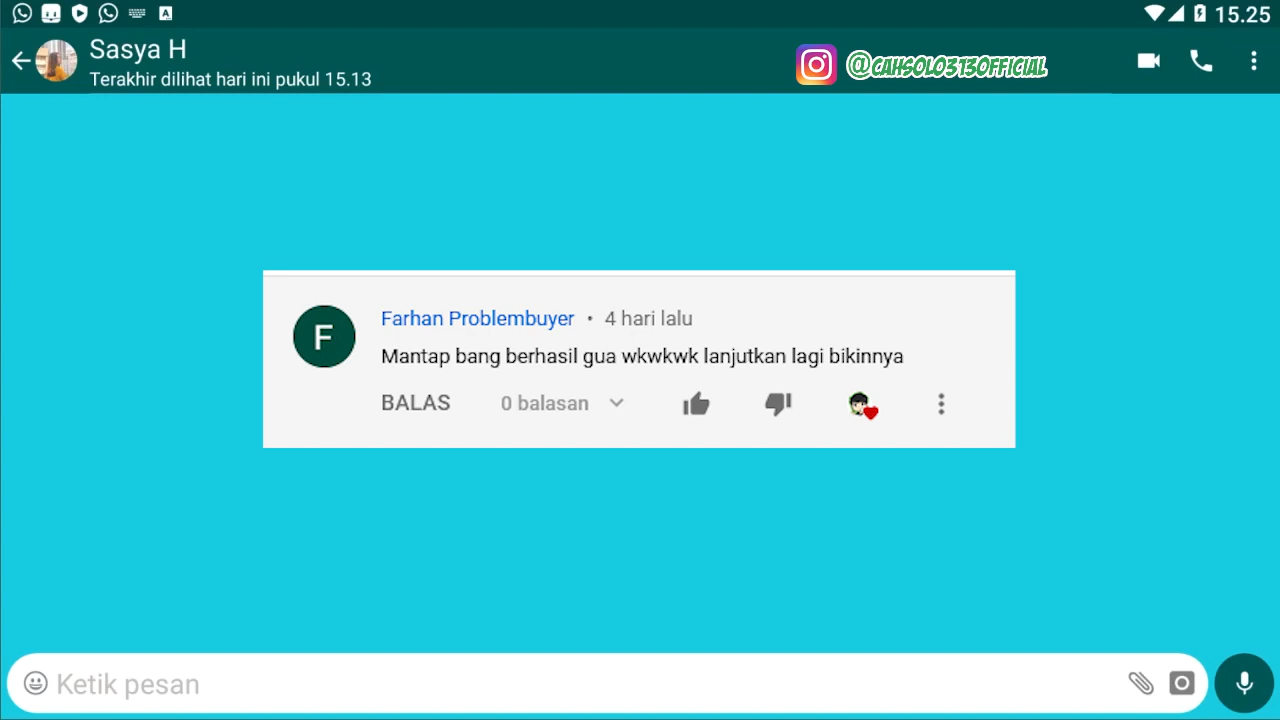 15.25
Sasya H
Terakhir dilihat hari ini pukul 15.13
@CAHSOLO313OFFICIAL
F
Farhan Problembuyer • 4 hari lalu
Mantap bang berhasil gua wkwkwk lanjutkan lagi bikinnya
BALAS 0 balasan
Ketik pesan